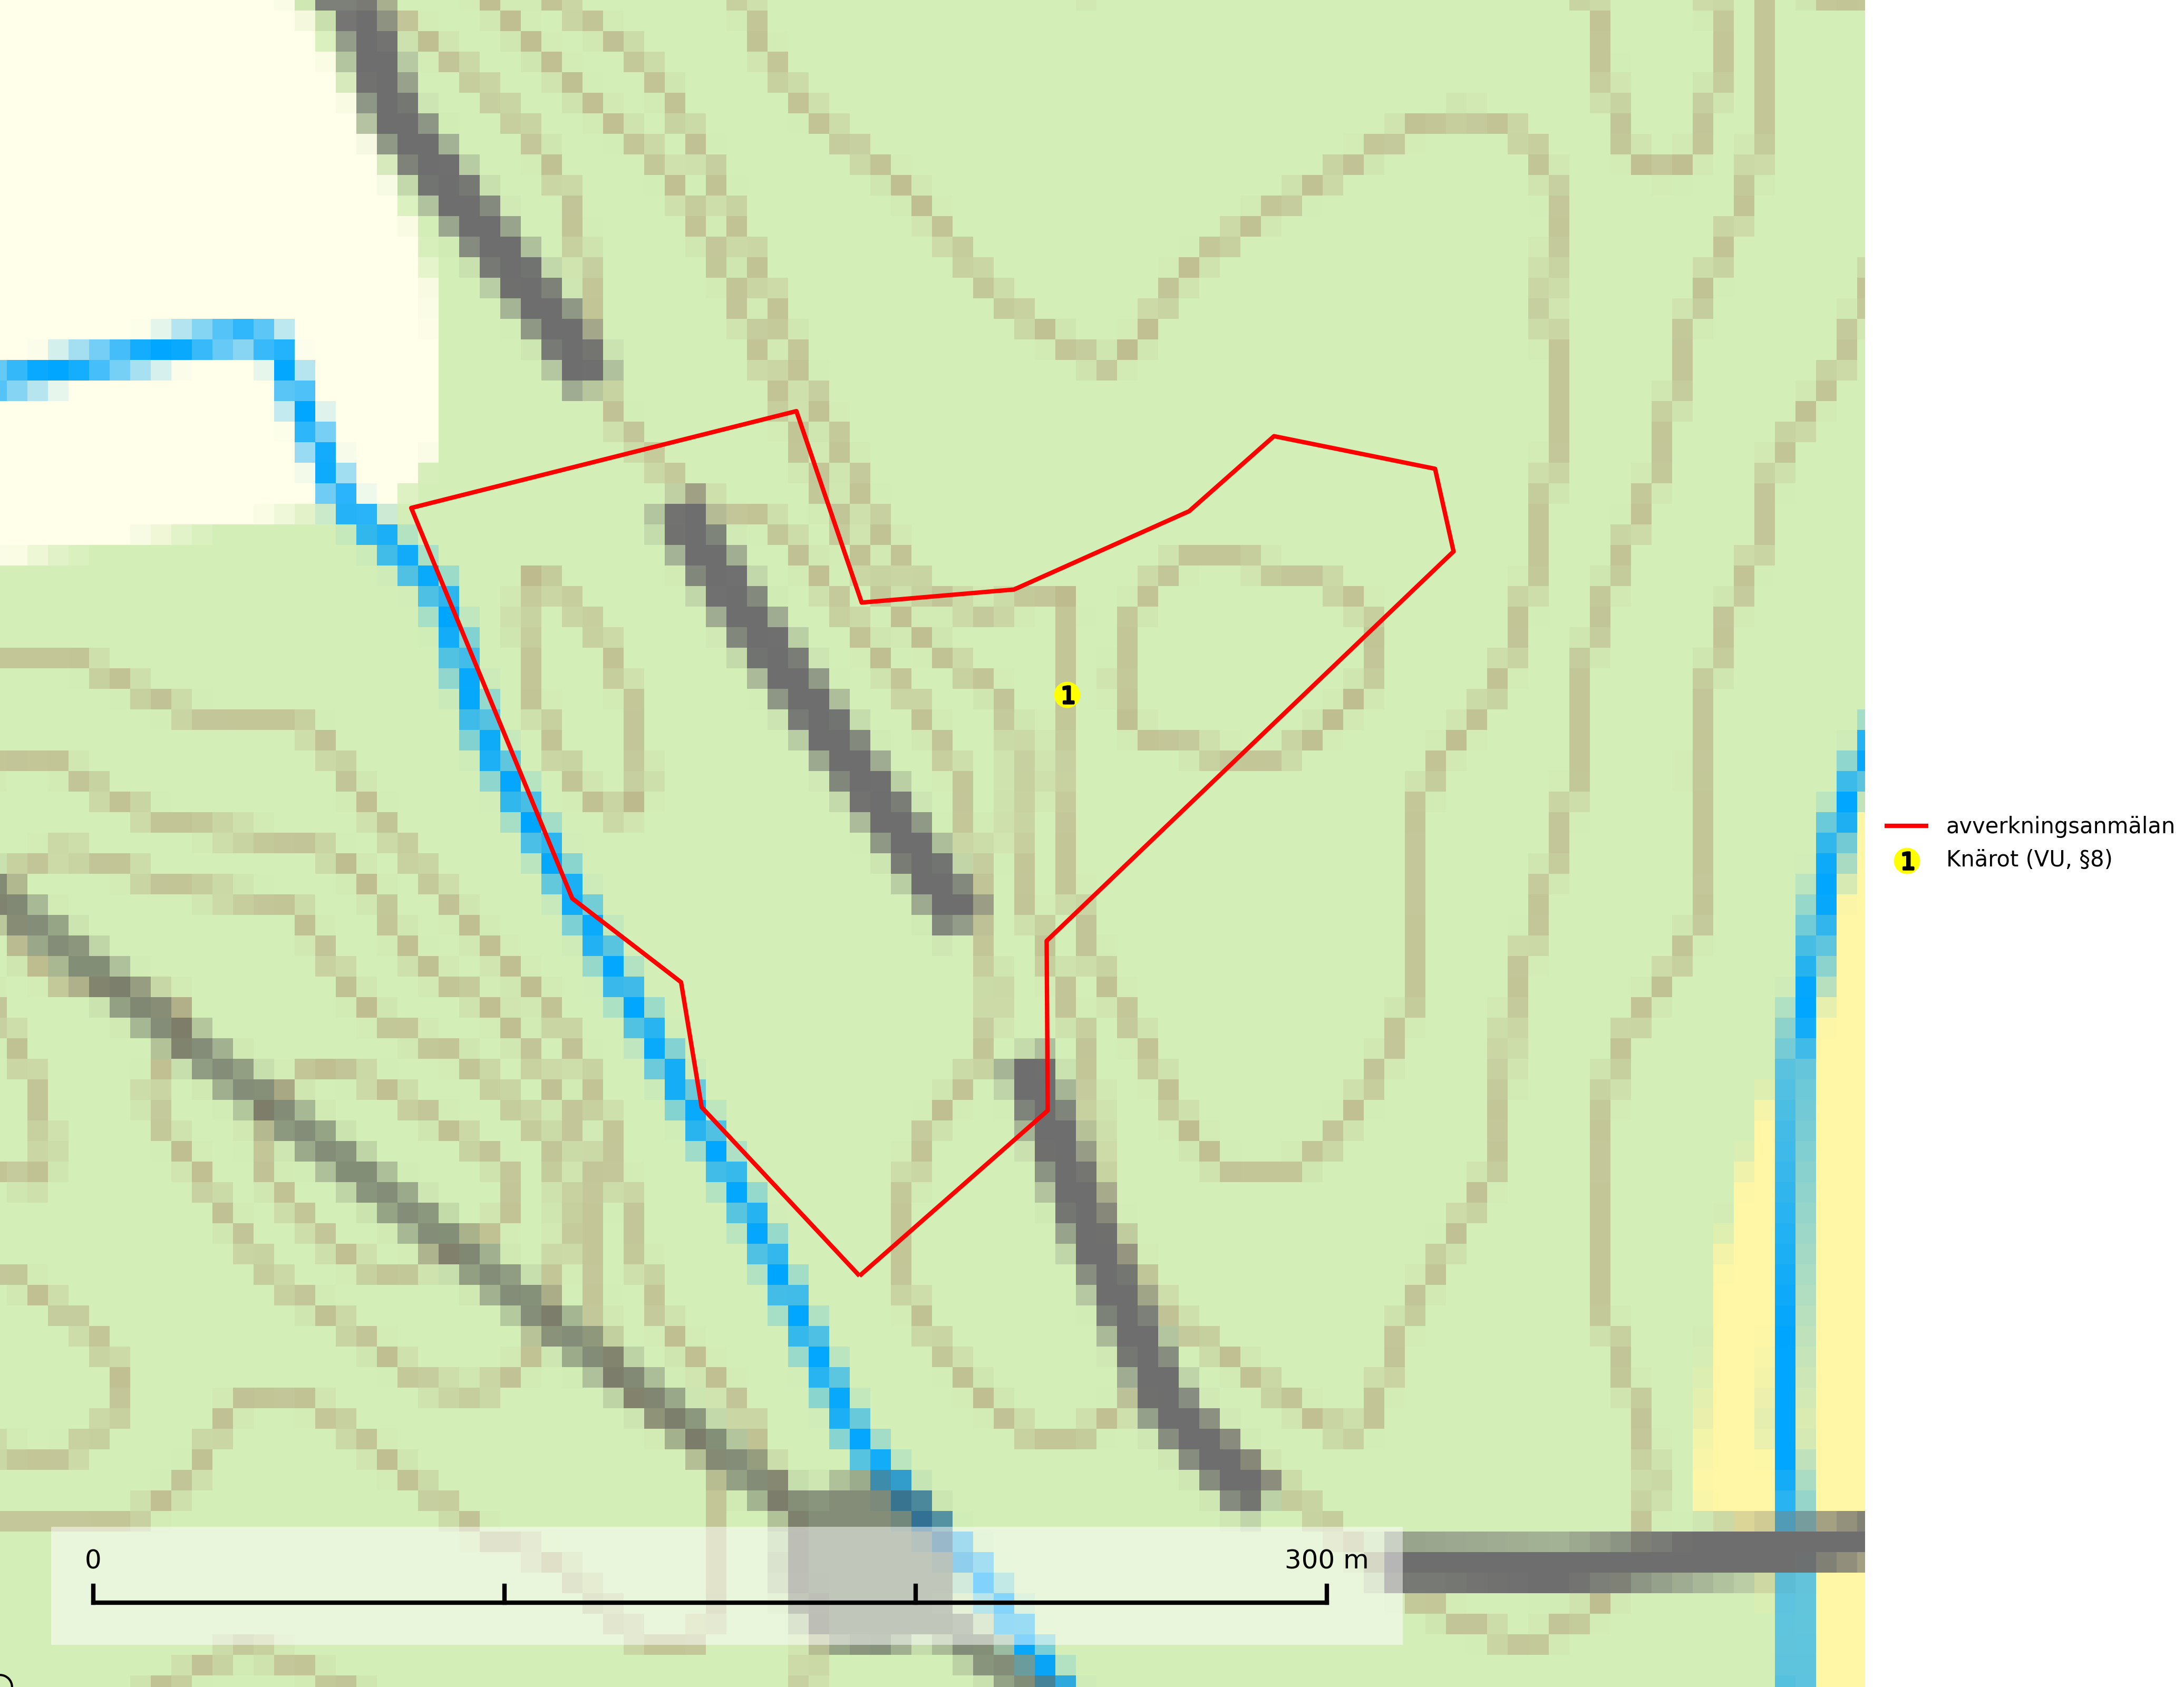 1
avverkningsanmälan
1 Knärot (VU, §8)
0 300 m